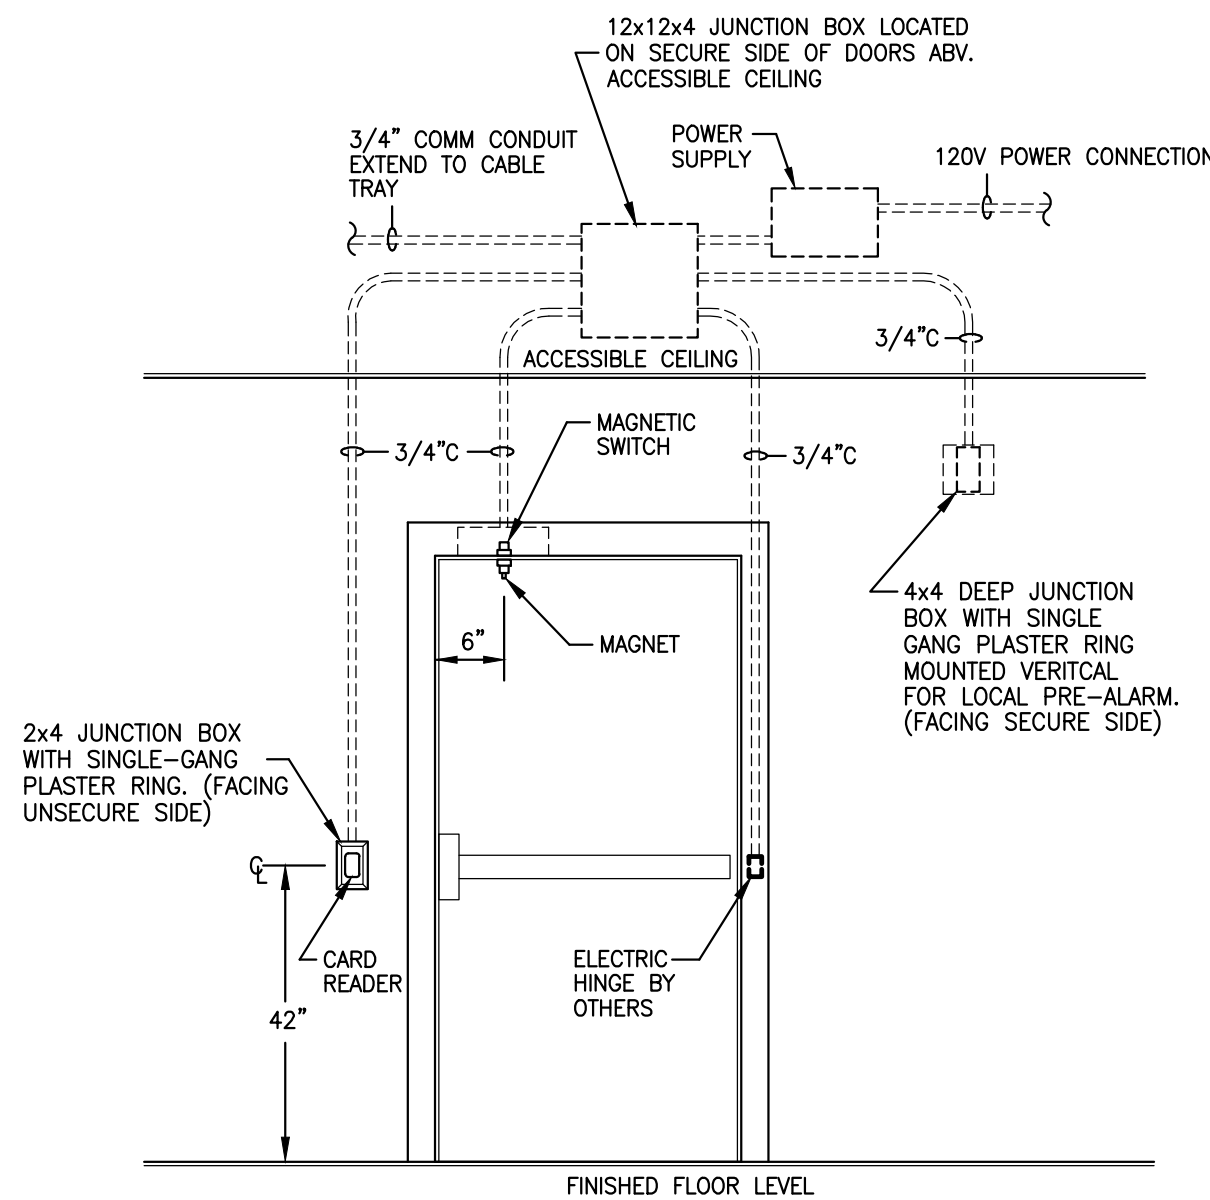 12x12x4 JUNCTION BOX LOCATED
ON SECURE SIDE OF DOORS ABV.
ACCESSIBLE CEILING
3/4" COMM CONDUIT
EXTEND TO CABLE
TRAY
POWER
SUPPLY
120V POWER CONNECTION
3/4"C
ACCESSIBLE CEILING
MAGNETIC
SWITCH
3/4"C
3/4"C
4x4 DEEP JUNCTION
BOX WITH SINGLE
GANG PLASTER RING
MOUNTED VERITCAL
FOR LOCAL PRE-ALARM.
(FACING SECURE SIDE)
6"
MAGNET
2x4 JUNCTION BOX
WITH SINGLE-GANG
PLASTER RING. (FACING
UNSECURE SIDE)
CL
CARD
READER
ELECTRIC
HINGE BY
OTHERS
42"
FINISHED FLOOR LEVEL